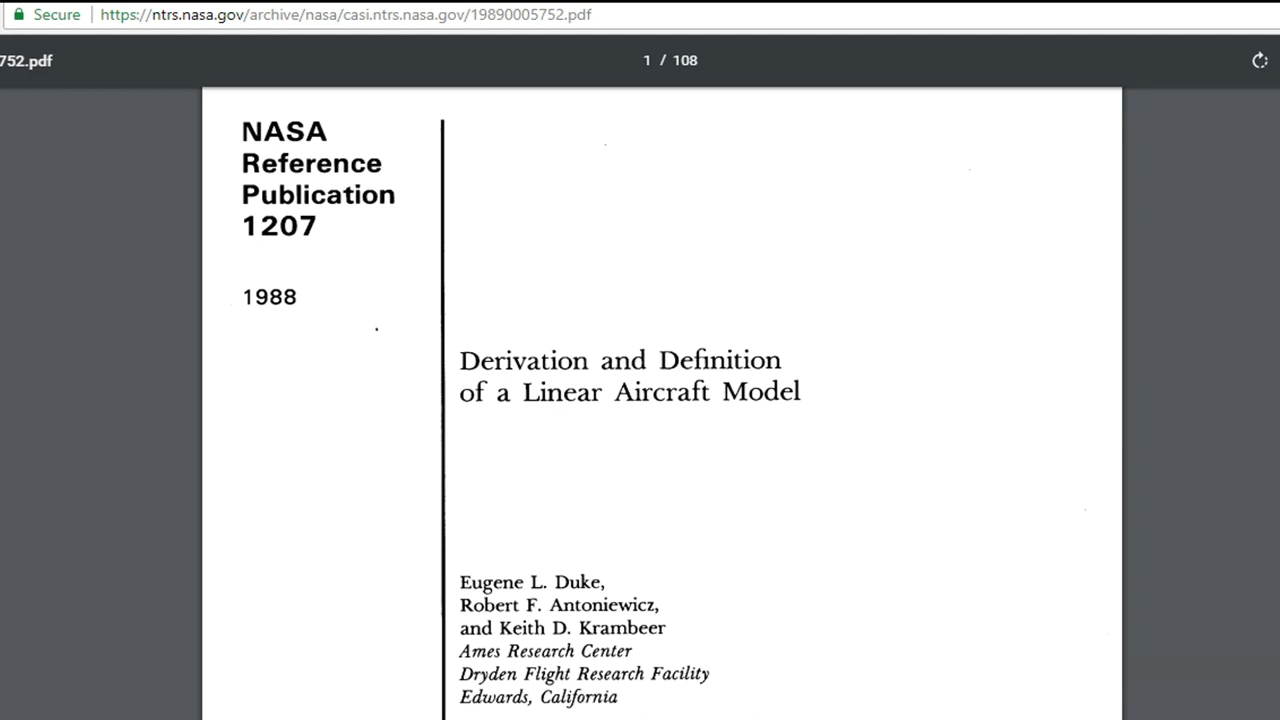 Secure
https://ntrs.nasa.gov/archive/nasa/casi.ntrs.nasa.gov/19890005752.pdf
752.pdf
1 / 108
NASA
Reference
Publication
1207
1988
Derivation and Definition
of a Linear Aircraft Model
Eugene L. Duke,
Robert F. Antoniewicz,
and Keith D. Krambeer
Ames Research Center
Dryden Flight Research Facility
Edwards, California